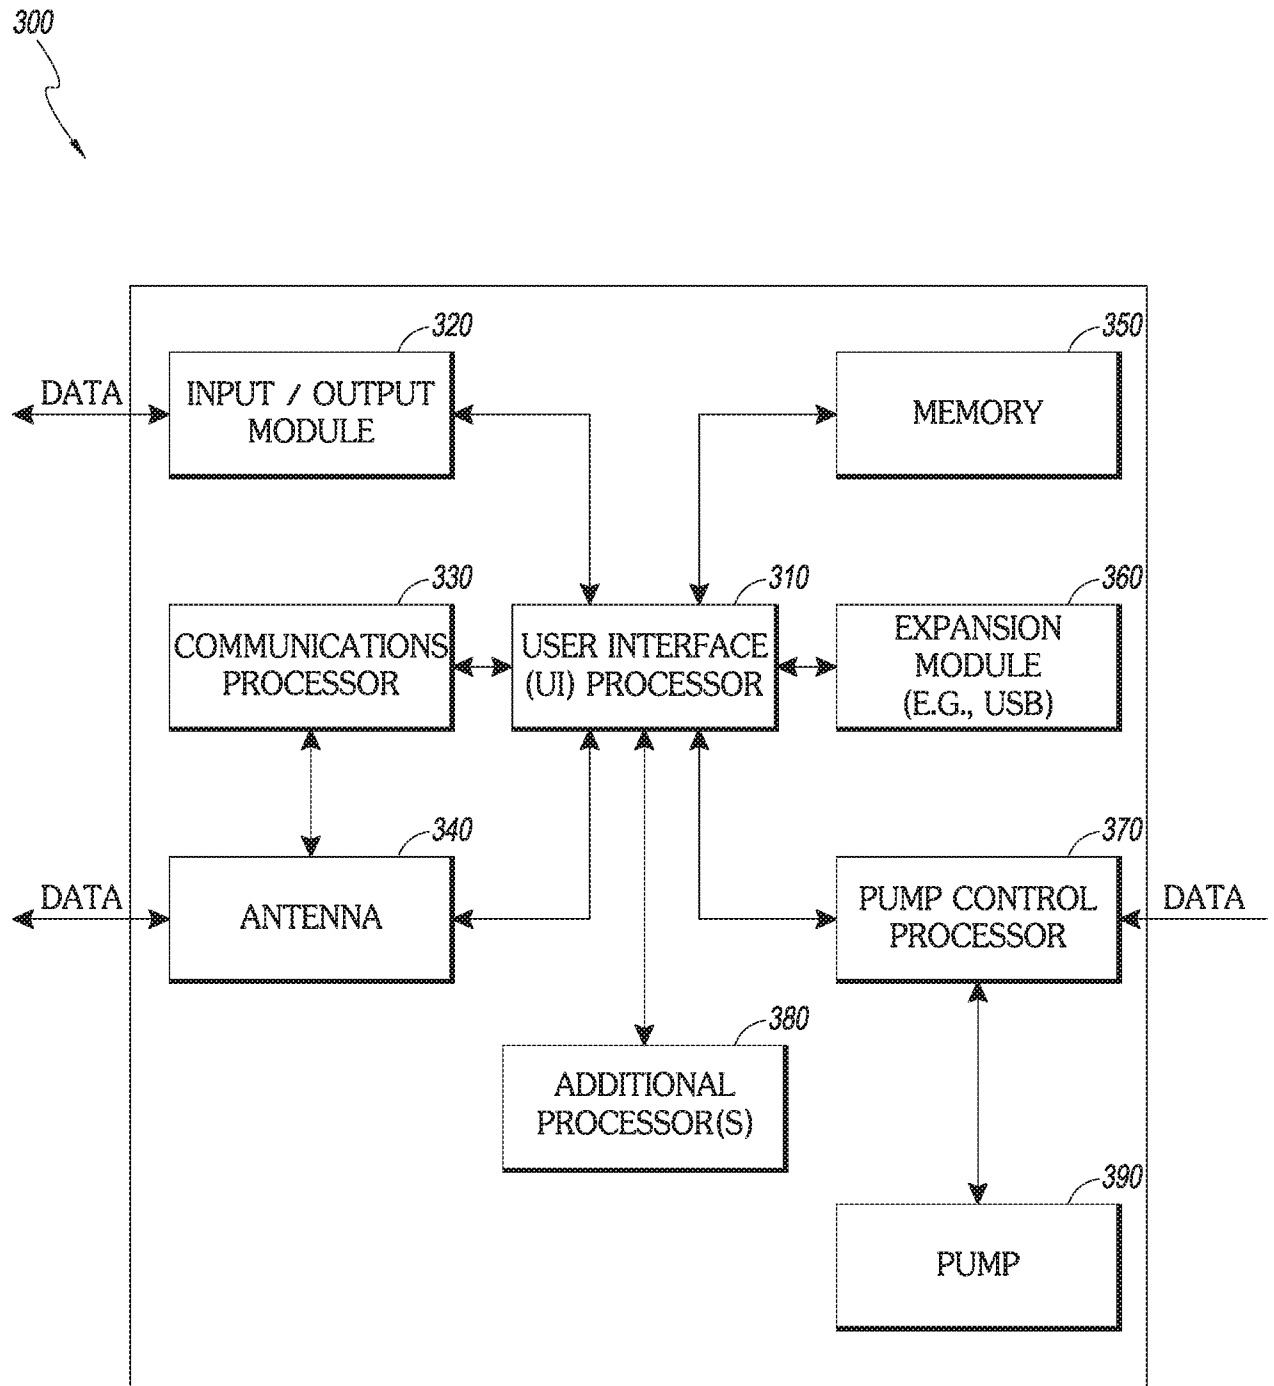 300
320
350
DATA
INPUT / OUTPUT
MODULE
MEMORY
330
310
360
COMMUNICATIONS
PROCESSOR
USER INTERFACE
(UI) PROCESSOR
EXPANSION
MODULE
(E.G., USB)
340
370
DATA
ANTENNA
PUMP CONTROL
PROCESSOR
DATA
380
ADDITIONAL
PROCESSOR(S)
390
PUMP